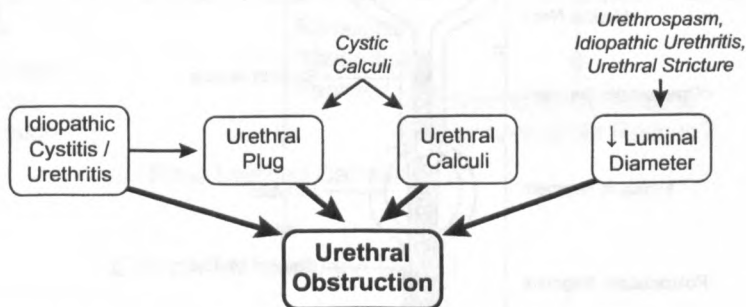 Cystic
Calculi
Urethrospasm,
Idiopathic Urethritis,
Urethral Stricture
Idiopathic
Cystitis /
Urethritis
Urethral
Plug
Urethral
Calculi
↓ Luminal
Diameter
Urethral
Obstruction